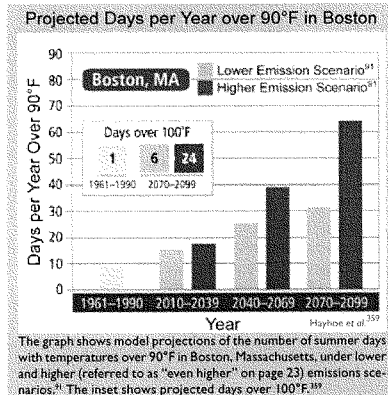 Projected Days per Year over 90°F in Boston
Days per Year Over 90°F
90
80
70
60
50
40
30
20
10
0
Boston, MA
Lower Emission Scenario⁹¹
Higher Emission Scenario⁹¹
Days over 100°F
1 6 24
1961–1990 2070–2099
1961–1990 2010–2039 2040–2069 2070–2099
Year
Hayhoe et al.³⁵⁹
The graph shows model projections of the number of summer days
with temperatures over 90°F in Boston, Massachusetts, under lower
and higher (referred to as “even higher” on page 23) emissions sce-
narios.⁹¹ The inset shows projected days over 100°F.³⁵⁹